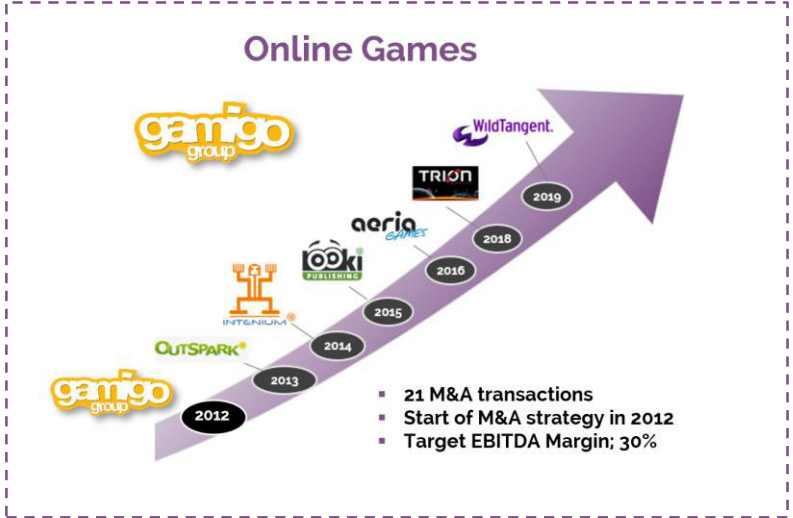 Online Games
gamigo
group
WildTangent.
TRION
2019
aeria
GAMES
2018
looki
PUBLISHING
2016
INTENIUM
2015
OUTSPARK
2014
gamigo
group
2013
2012
▪ 21 M&A transactions
▪ Start of M&A strategy in 2012
▪ Target EBITDA Margin; 30%